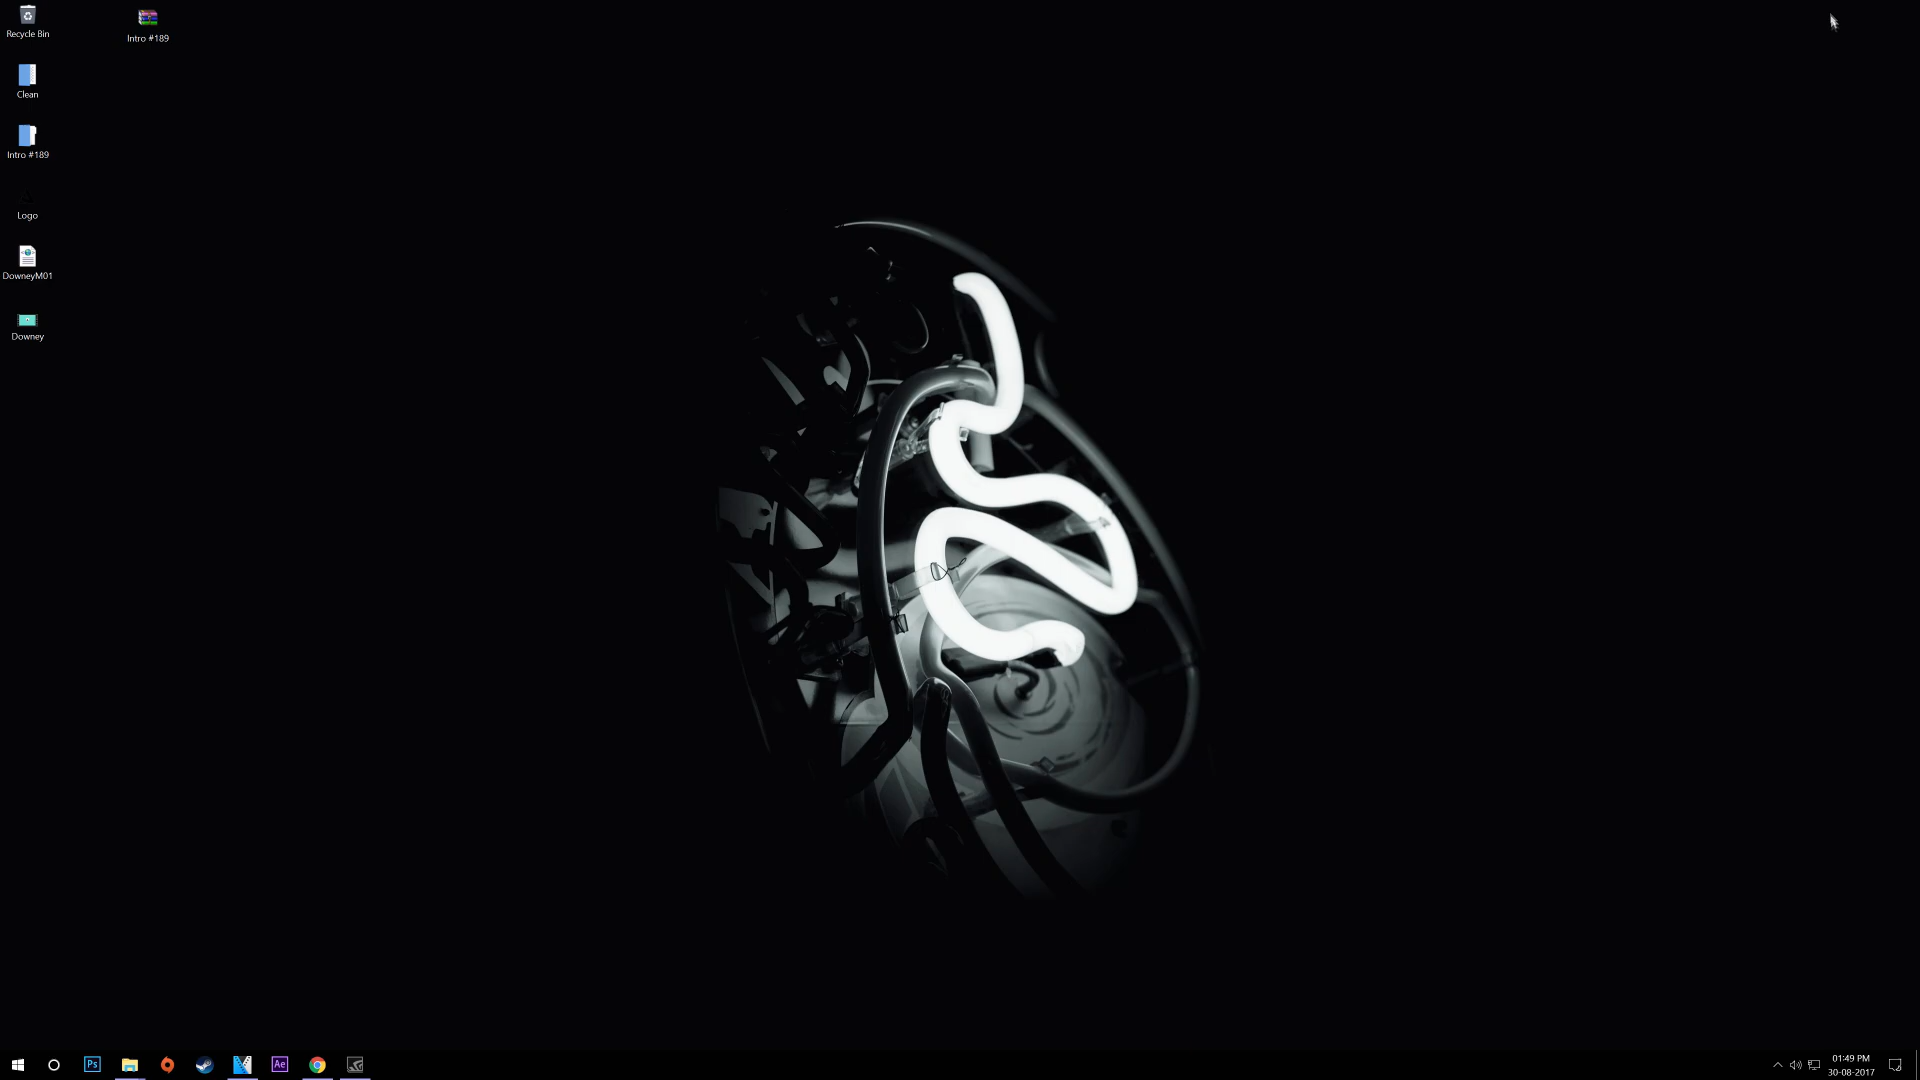 Recycle Bin
Intro #189
Clean
Intro #189
Logo
DowneyM01
Downey
Ps
Ae
01:49 PM
30-08-2017